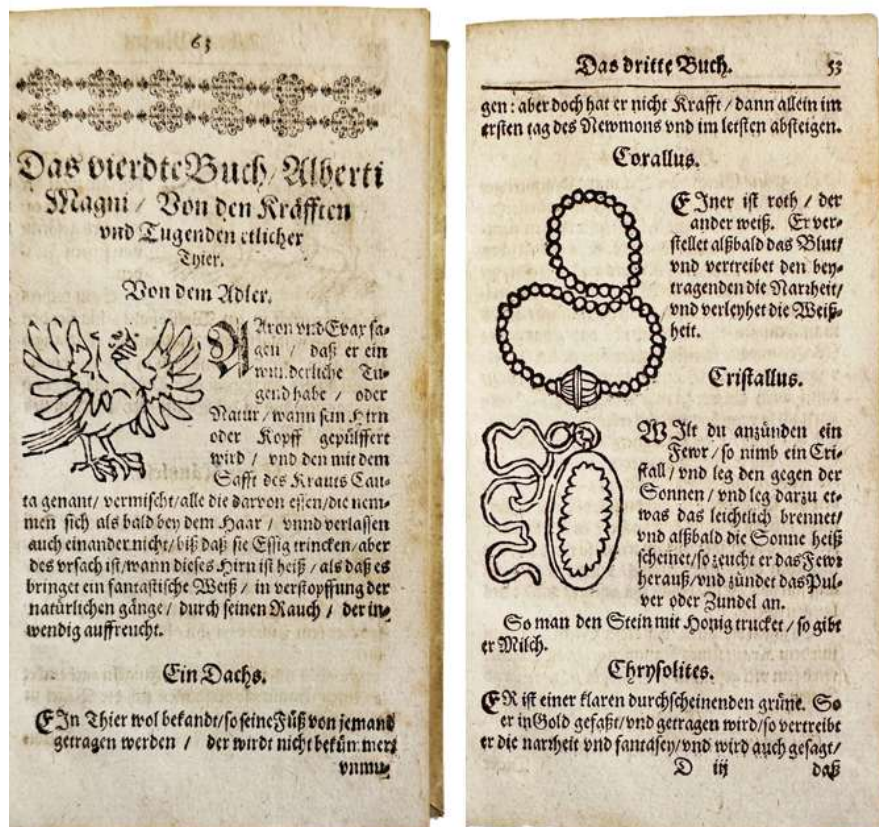 63
Das vierdte Buch / Alberti
Magni / Von den Kräfften
vnd Tugenden etlicher
Thier.
Von dem Adler.
AAron vnd Evax sa-
gen / daß er ein
wunderliche Tu-
gend habe / oder
Natur / wann sein Hirn
oder Kopff gepülffert
wird / vnd den mit dem
Safft des Krauts Cau-
ta genant / vermischt / alle die darvon essen / die nem-
men sich als bald bey dem Haar / vnnd verlassen
auch einander nicht / biß daß sie Essig trincken / aber
des vrsach ist / wann dieses Hirn ist heiß / als daß es
bringet ein fantastische Weiß / in verstopffung der
natürlichen gänge / durch seinen Rauch / der in-
wendig auffreucht.
Ein Dachs.
EIn Thier wol bekandt / so seine Füß von jemand
getragen werden / der wirdt nicht bekümmert
vnmu-
Das dritte Buch. 53
gen : aber doch hat er nicht Krafft / dann allein im
ersten tag des Newmons vnd im letsten absteigen.
Corallus.
EIner ist roth / der
ander weiß. Er ver-
stellet alßbald das Blut /
vnd vertreibet den bey-
tragenden die Narzheit /
vnd verleyhet die Weiß-
heit.
Cristallus.
WIlt du anzünden ein
Fewr / so nimb ein Cri-
stall / vnd leg den gegen der
Sonnen / vnd leg darzu et-
was das leichtlich brennet /
vnd alßbald die Sonne heiß
scheinet / so zeucht er das Fewr
herauß / vnd zündet das Pul-
ver oder Zundel an.
So man den Stein mit Honig trucket / so gibt
er Milch.
Chrysolites.
ER ist einer klaren durchscheinenden grüne. So
er in Gold gefaßt / vnd getragen wird / so vertreibt
er die narzheit vnd fantasey / vnd wird auch gesagt /
D iij daß